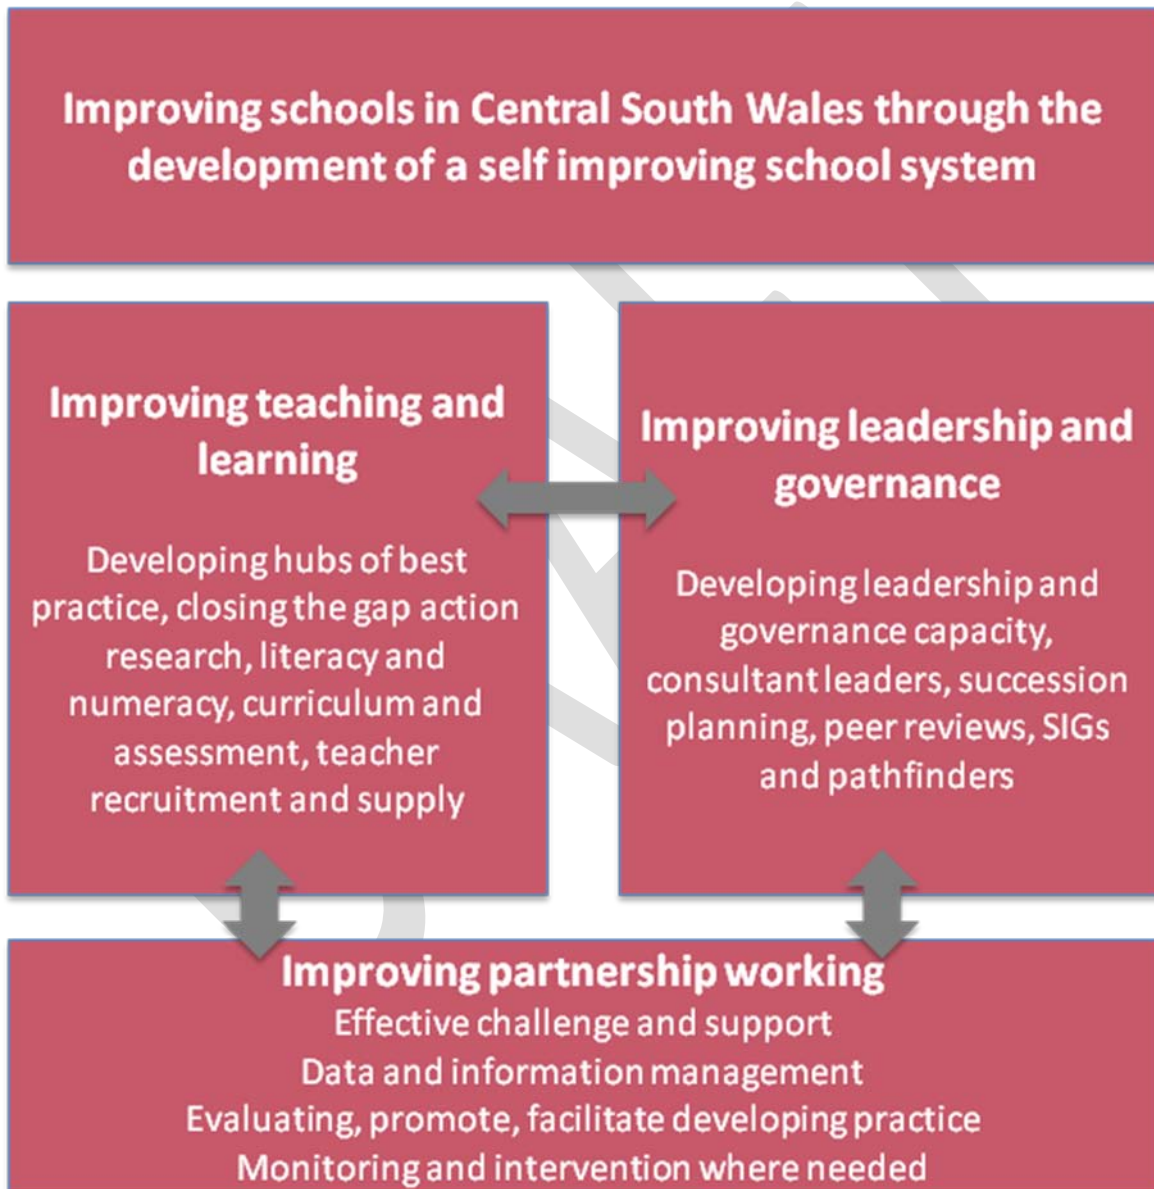 Improving schools in Central South Wales through the
development of a self improving school system
Improving teaching and
learning
Developing hubs of best
practice, closing the gap action
research, literacy and
numeracy, curriculum and
assessment, teacher
recruitment and supply
Improving leadership and
governance
Developing leadership and
governance capacity,
consultant leaders, succession
planning, peer reviews, SIGs
and pathfinders
Improving partnership working
Effective challenge and support
Data and information management
Evaluating, promote, facilitate developing practice
Monitoring and intervention where needed